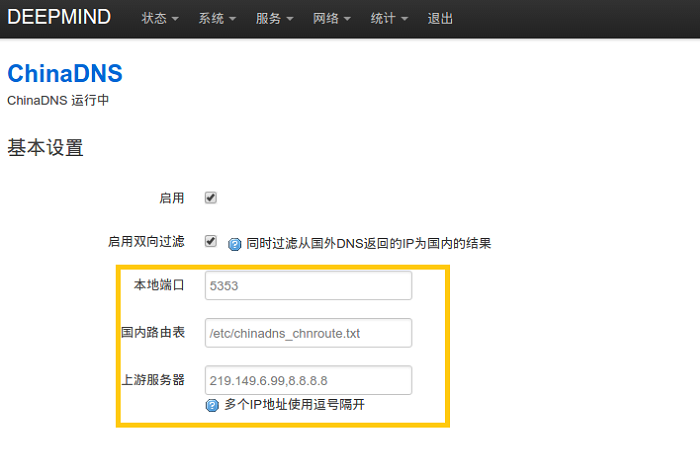 DEEPMIND 状态 系统 服务 网络 统计 退出
ChinaDNS
ChinaDNS 运行中
基本设置
启用
启用双向过滤 同时过滤从国外DNS返回的IP为国内的结果
本地端口 5353
国内路由表 /etc/chinadns_chnroute.txt
上游服务器 219.149.6.99,8.8.8.8
多个IP地址使用逗号隔开